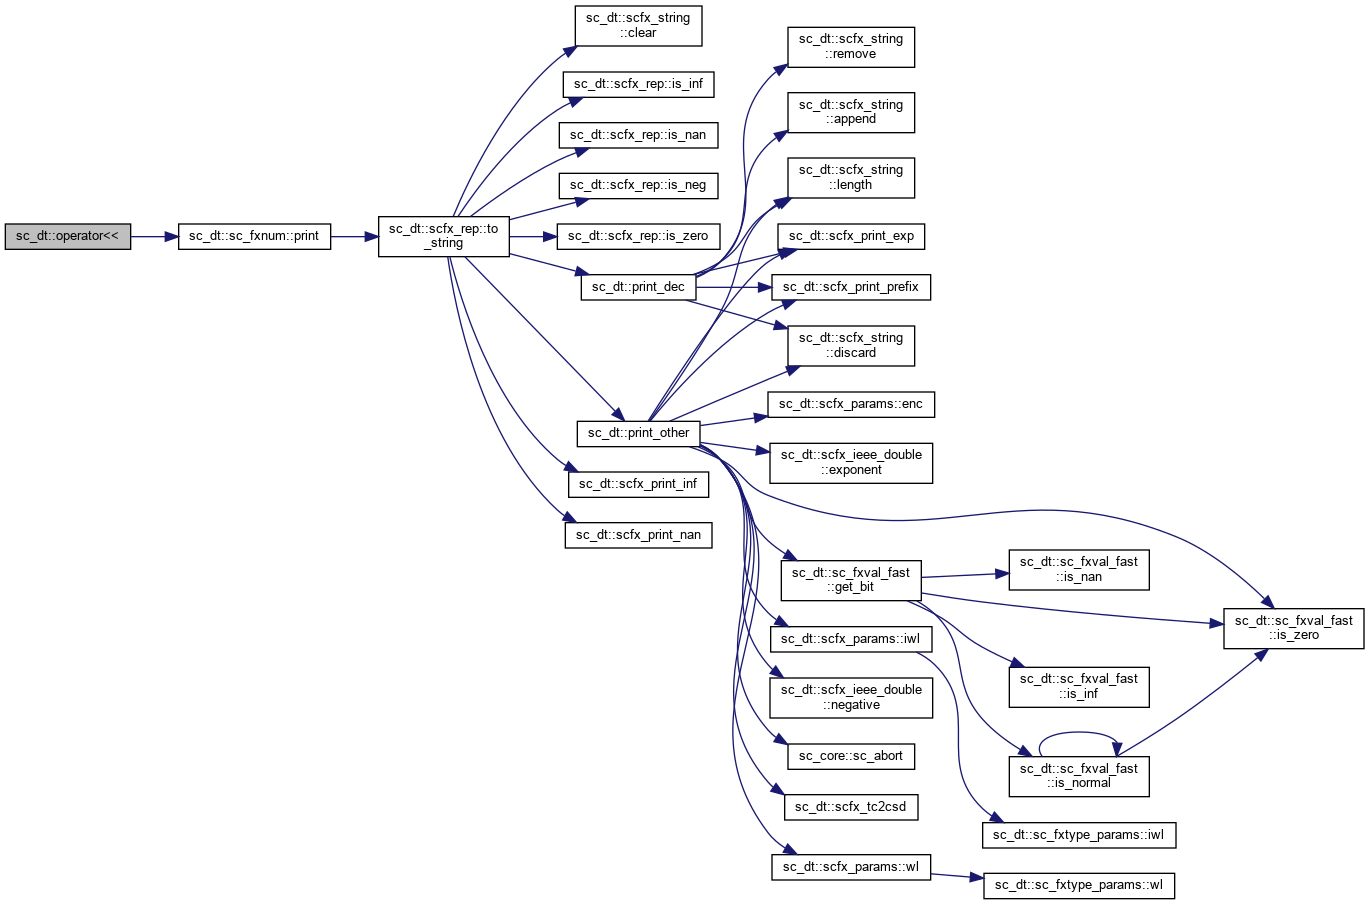 sc_dt::operator<<
sc_dt::sc_fxnum::print
sc_dt::scfx_rep::to
_string
sc_dt::scfx_string
::clear
sc_dt::scfx_rep::is_inf
sc_dt::scfx_rep::is_nan
sc_dt::scfx_rep::is_neg
sc_dt::scfx_rep::is_zero
sc_dt::print_dec
sc_dt::print_other
sc_dt::scfx_print_inf
sc_dt::scfx_print_nan
sc_dt::scfx_string
::remove
sc_dt::scfx_string
::append
sc_dt::scfx_string
::length
sc_dt::scfx_print_exp
sc_dt::scfx_print_prefix
sc_dt::scfx_string
::discard
sc_dt::scfx_params::enc
sc_dt::scfx_ieee_double
::exponent
sc_dt::sc_fxval_fast
::get_bit
sc_dt::scfx_params::iwl
sc_dt::scfx_ieee_double
::negative
sc_core::sc_abort
sc_dt::scfx_tc2csd
sc_dt::scfx_params::wl
sc_dt::sc_fxval_fast
::is_nan
sc_dt::sc_fxval_fast
::is_inf
sc_dt::sc_fxval_fast
::is_normal
sc_dt::sc_fxtype_params::iwl
sc_dt::sc_fxtype_params::wl
sc_dt::sc_fxval_fast
::is_zero